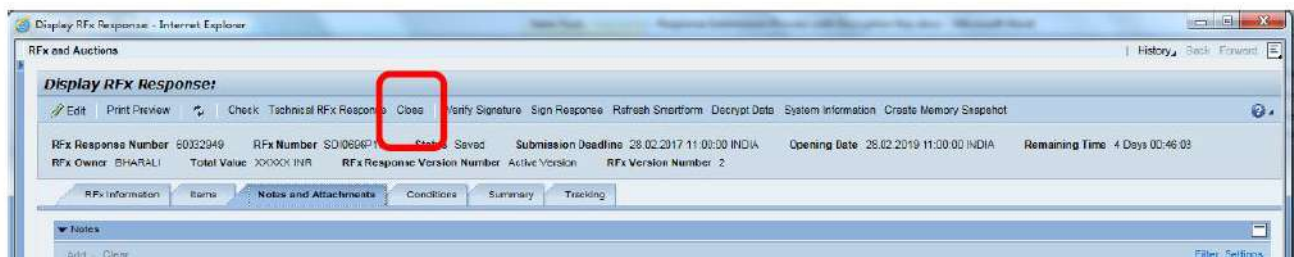 Display RFx Response - Internet Explorer
RFx and Auctions
History Back Forward
Display RFx Response:
Edit Print Preview Check Technical RFx Response Close Verify Signature Sign Response Refresh Smartform Decrypt Data System Information Create Memory Snapshot
RFx Response Number 60032949 RFx Number Status Saved Submission Deadline 28.02.2017 11:00:00 INDIA Opening Date 28.02.2019 11:00:00 INDIA Remaining Time 4 Days 00:46:03
RFx Owner BHARALI Total Value XXXXX INR RFx Response Version Number Active Version RFx Version Number 2
RFx Information Items Notes and Attachments Conditions Summary Tracking
Notes
Add Clear Filter Settings